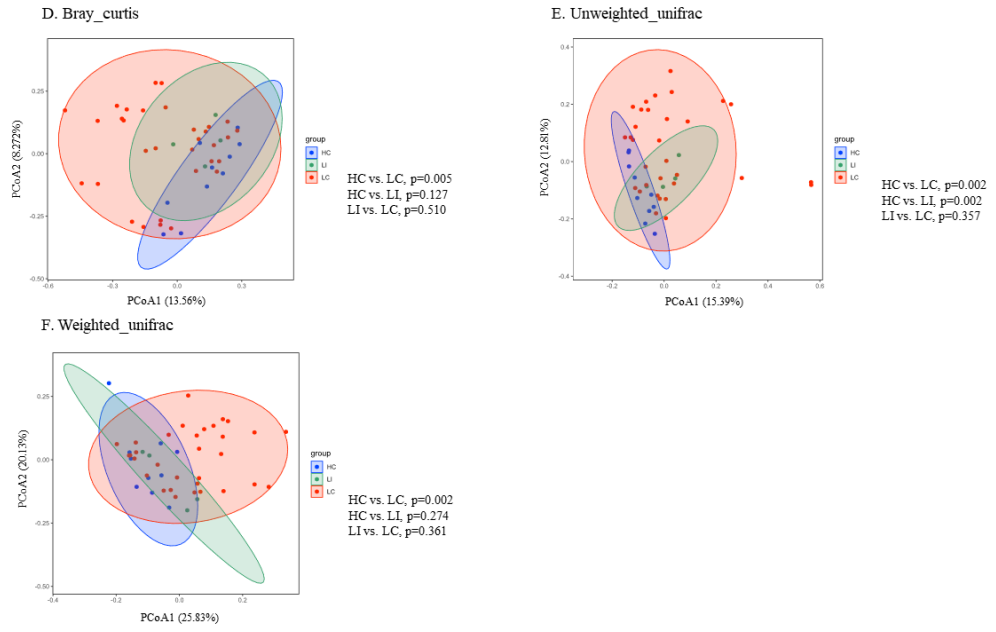 D. Bray_curtis
PCoA2 (8.272%)
0.25
0.00
-0.25
-0.50
-0.6
-0.3
0.0
0.3
PCoA1 (13.56%)
group
HC
LI
LC
HC vs. LC, p=0.005
HC vs. LI, p=0.127
LI vs. LC, p=0.510
E. Unweighted_unifrac
PCoA2 (12.81%)
0.4
0.2
0.0
-0.2
-0.4
-0.2
0.0
0.2
0.4
0.6
PCoA1 (15.39%)
group
HC
LI
LC
HC vs. LC, p=0.002
HC vs. LI, p=0.002
LI vs. LC, p=0.357
F. Weighted_unifrac
PCoA2 (20.13%)
0.25
0.00
-0.25
-0.50
-0.4
-0.2
0.0
0.2
PCoA1 (25.83%)
group
HC
LI
LC
HC vs. LC, p=0.002
HC vs. LI, p=0.274
LI vs. LC, p=0.361